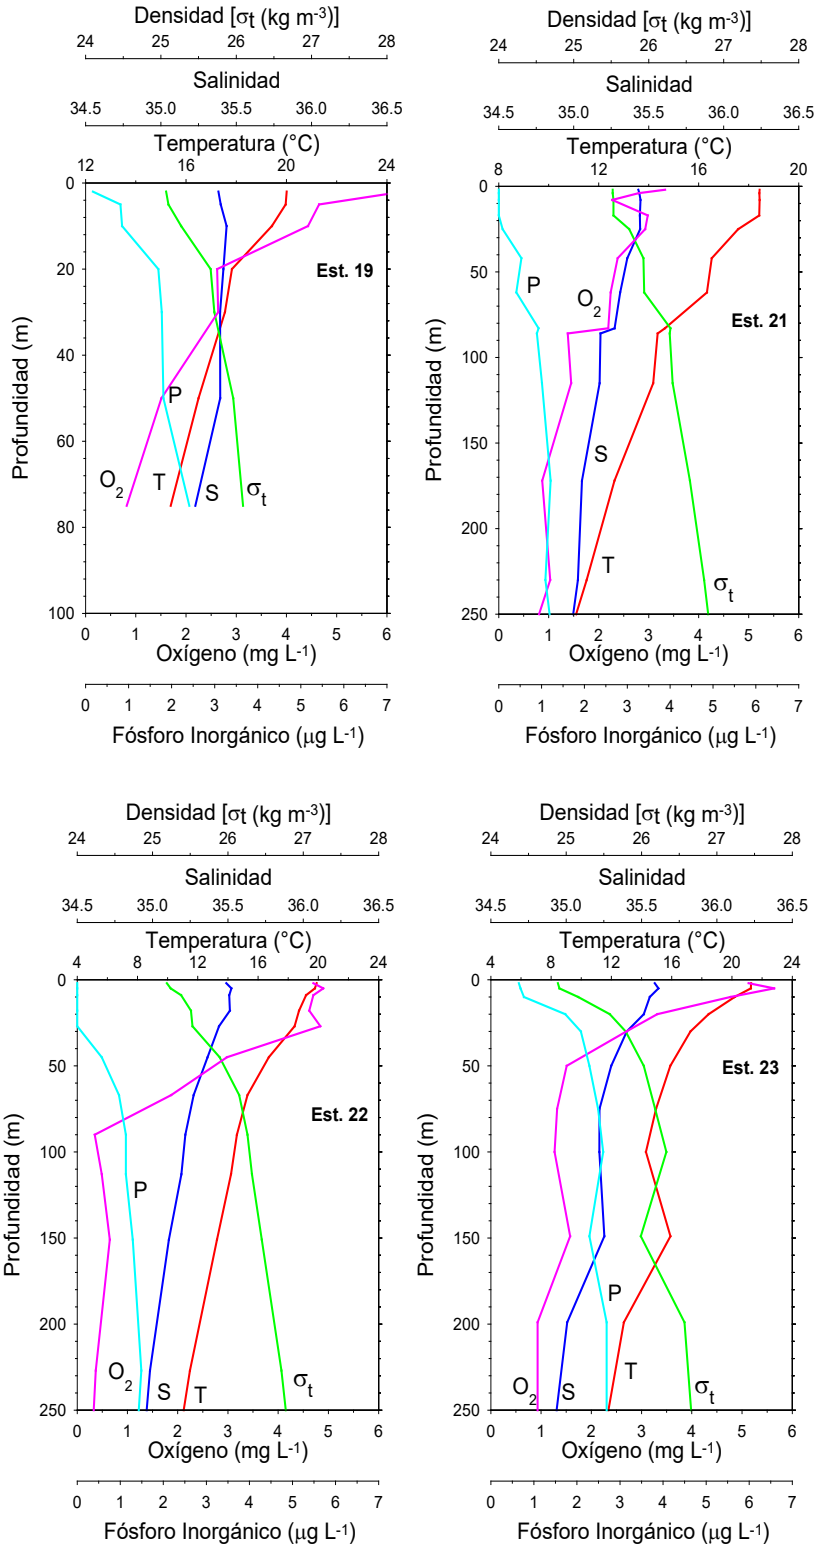 Densidad [σt (kg m-3)]
24 25 26 27 28
Salinidad
34.5 35.0 35.5 36.0 36.5
Temperatura (°C)
12 16 20 24
0
20
40
60
80
100
Profundidad (m)
Est. 19
P
O2
T
S
σt
0 1 2 3 4 5 6
Oxígeno (mg L-1)
0 1 2 3 4 5 6 7
Fósforo Inorgánico (μg L-1)
Densidad [σt (kg m-3)]
24 25 26 27 28
Salinidad
34.5 35.0 35.5 36.0 36.5
Temperatura (°C)
8 12 16 20
0
50
100
150
200
250
Profundidad (m)
P
O2
Est. 21
S
T
σt
0 1 2 3 4 5 6
Oxígeno (mg L-1)
0 1 2 3 4 5 6 7
Fósforo Inorgánico (μg L-1)
Densidad [σt (kg m-3)]
24 25 26 27 28
Salinidad
34.5 35.0 35.5 36.0 36.5
Temperatura (°C)
4 8 12 16 20 24
0
50
100
150
200
250
Profundidad (m)
Est. 22
P
O2
S
T
σt
0 1 2 3 4 5 6
Oxígeno (mg L-1)
0 1 2 3 4 5 6 7
Fósforo Inorgánico (μg L-1)
Densidad [σt (kg m-3)]
24 25 26 27 28
Salinidad
34.5 35.0 35.5 36.0 36.5
Temperatura (°C)
4 8 12 16 20 24
0
50
100
150
200
250
Profundidad (m)
Est. 23
P
O2
S
T
σt
0 1 2 3 4 5 6
Oxígeno (mg L-1)
0 1 2 3 4 5 6 7
Fósforo Inorgánico (μg L-1)